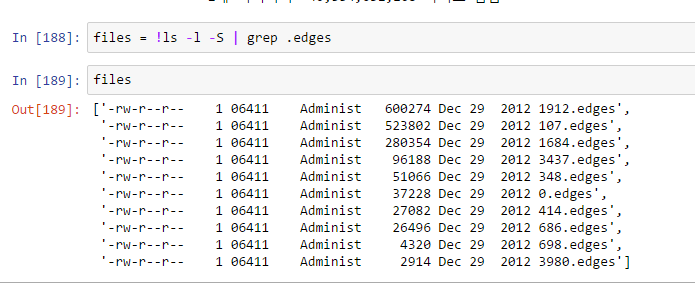 In [188]: files = !ls -l -S | grep .edges
In [189]: files
Out[189]: ['-rw-r--r-- 1 06411 Administ 600274 Dec 29 2012 1912.edges',
'-rw-r--r-- 1 06411 Administ 523802 Dec 29 2012 107.edges',
'-rw-r--r-- 1 06411 Administ 280354 Dec 29 2012 1684.edges',
'-rw-r--r-- 1 06411 Administ 96188 Dec 29 2012 3437.edges',
'-rw-r--r-- 1 06411 Administ 51066 Dec 29 2012 348.edges',
'-rw-r--r-- 1 06411 Administ 37228 Dec 29 2012 0.edges',
'-rw-r--r-- 1 06411 Administ 27082 Dec 29 2012 414.edges',
'-rw-r--r-- 1 06411 Administ 26496 Dec 29 2012 686.edges',
'-rw-r--r-- 1 06411 Administ 4320 Dec 29 2012 698.edges',
'-rw-r--r-- 1 06411 Administ 2914 Dec 29 2012 3980.edges']